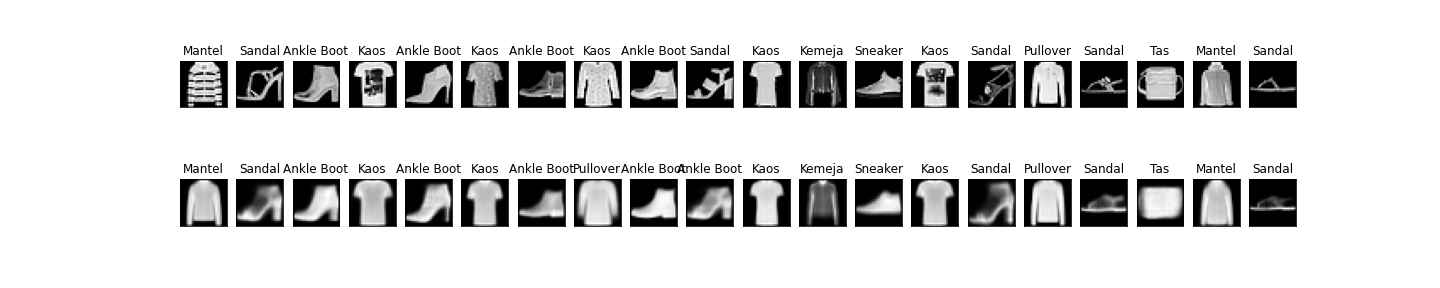 Mantel Sandal Ankle Boot Kaos Ankle Boot Kaos Ankle Boot Kaos Ankle Boot Sandal Kaos Kemeja Sneaker Kaos Sandal Pullover Sandal Tas Mantel Sandal
Mantel Sandal Ankle Boot Kaos Ankle Boot Kaos Ankle Boot Pullover Ankle Boot Ankle Boot Kaos Kemeja Sneaker Kaos Sandal Pullover Sandal Tas Mantel Sandal